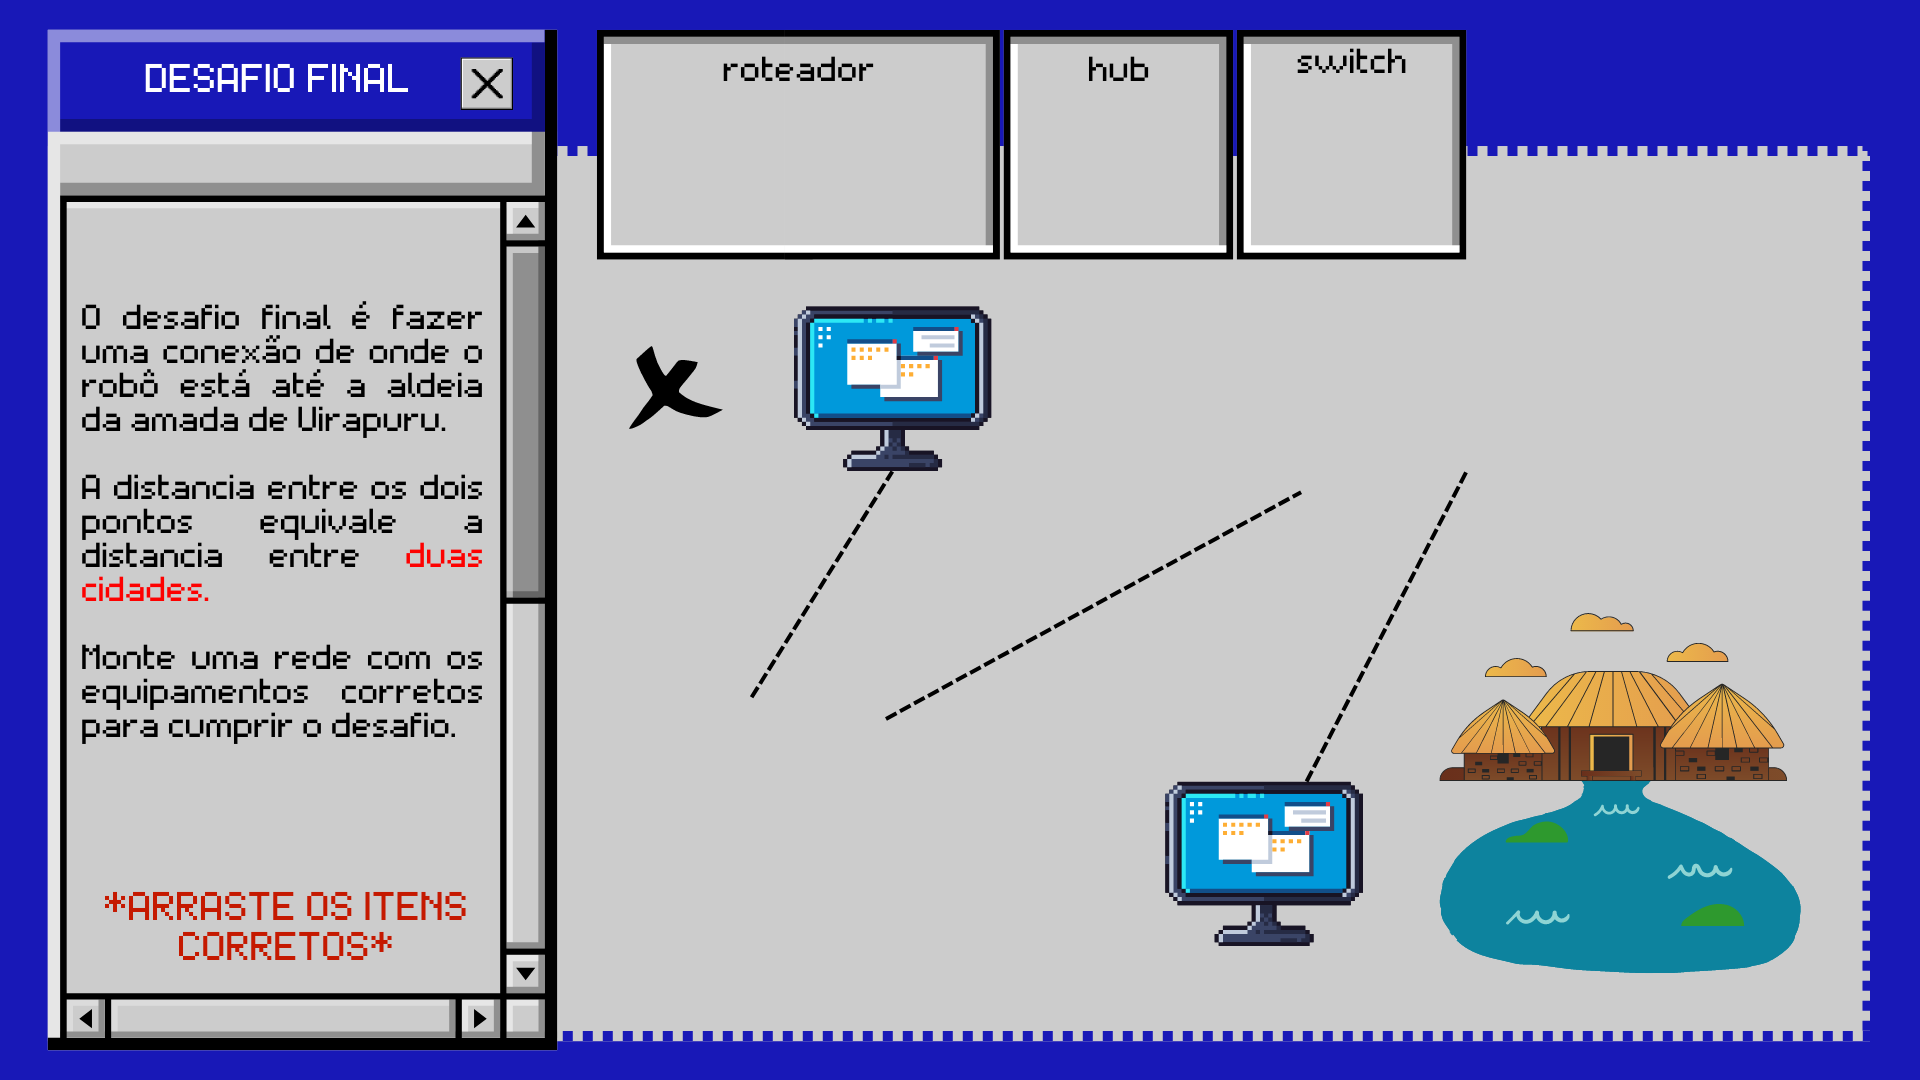 DESAFIO FINAL
roteador
hub
switch
O desafio final é fazer
uma conexão de onde o
robô está até a aldeia
da amada de Uirapuru.
A distancia entre os dois
pontos equivale a
distancia entre duas
cidades.
Monte uma rede com os
equipamentos corretos
para cumprir o desafio.
*ARRASTE OS ITENS
CORRETOS*